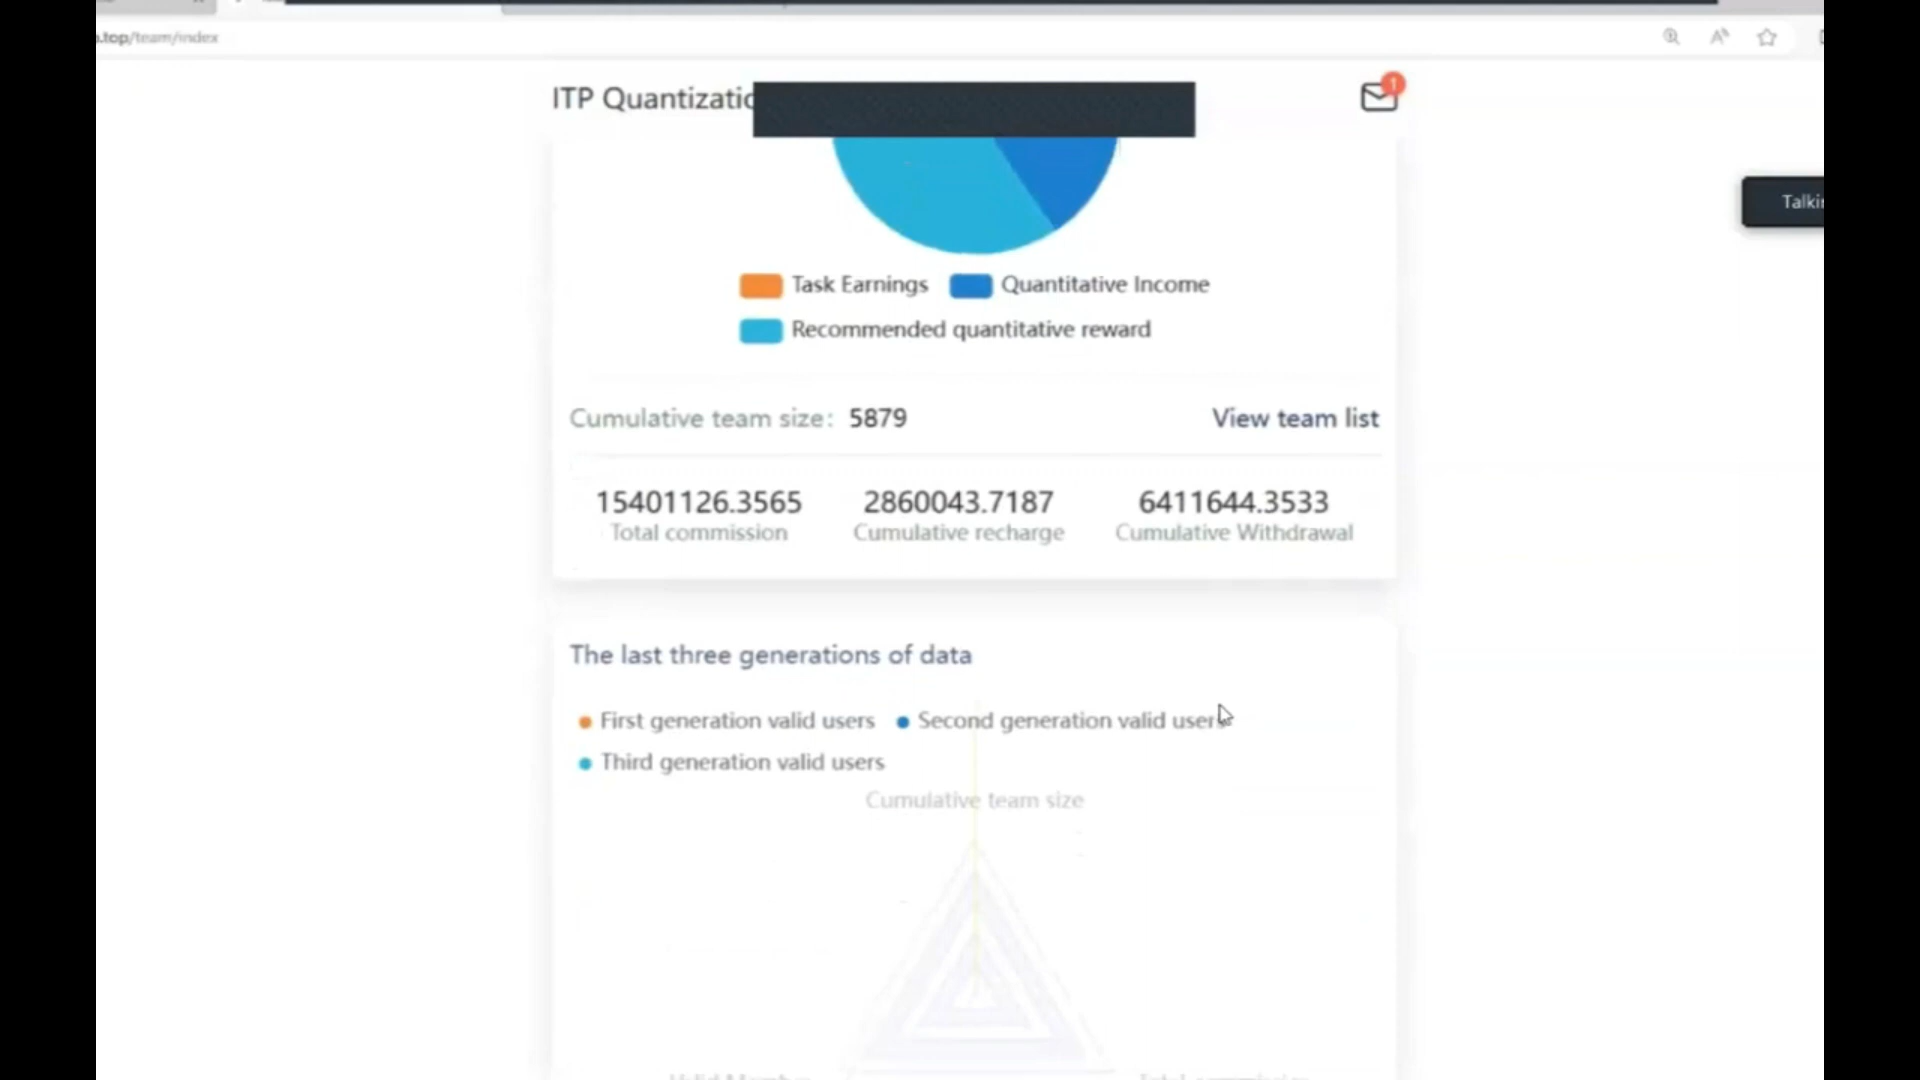 .top/team/index
ITP Quantizatio
1
Talki
Task Earnings
Quantitative Income
Recommended quantitative reward
Cumulative team size: 5879
View team list
15401126.3565
2860043.7187
6411644.3533
Total commission
Cumulative recharge
Cumulative Withdrawal
The last three generations of data
First generation valid users
Second generation valid users
Third generation valid users
Cumulative team size